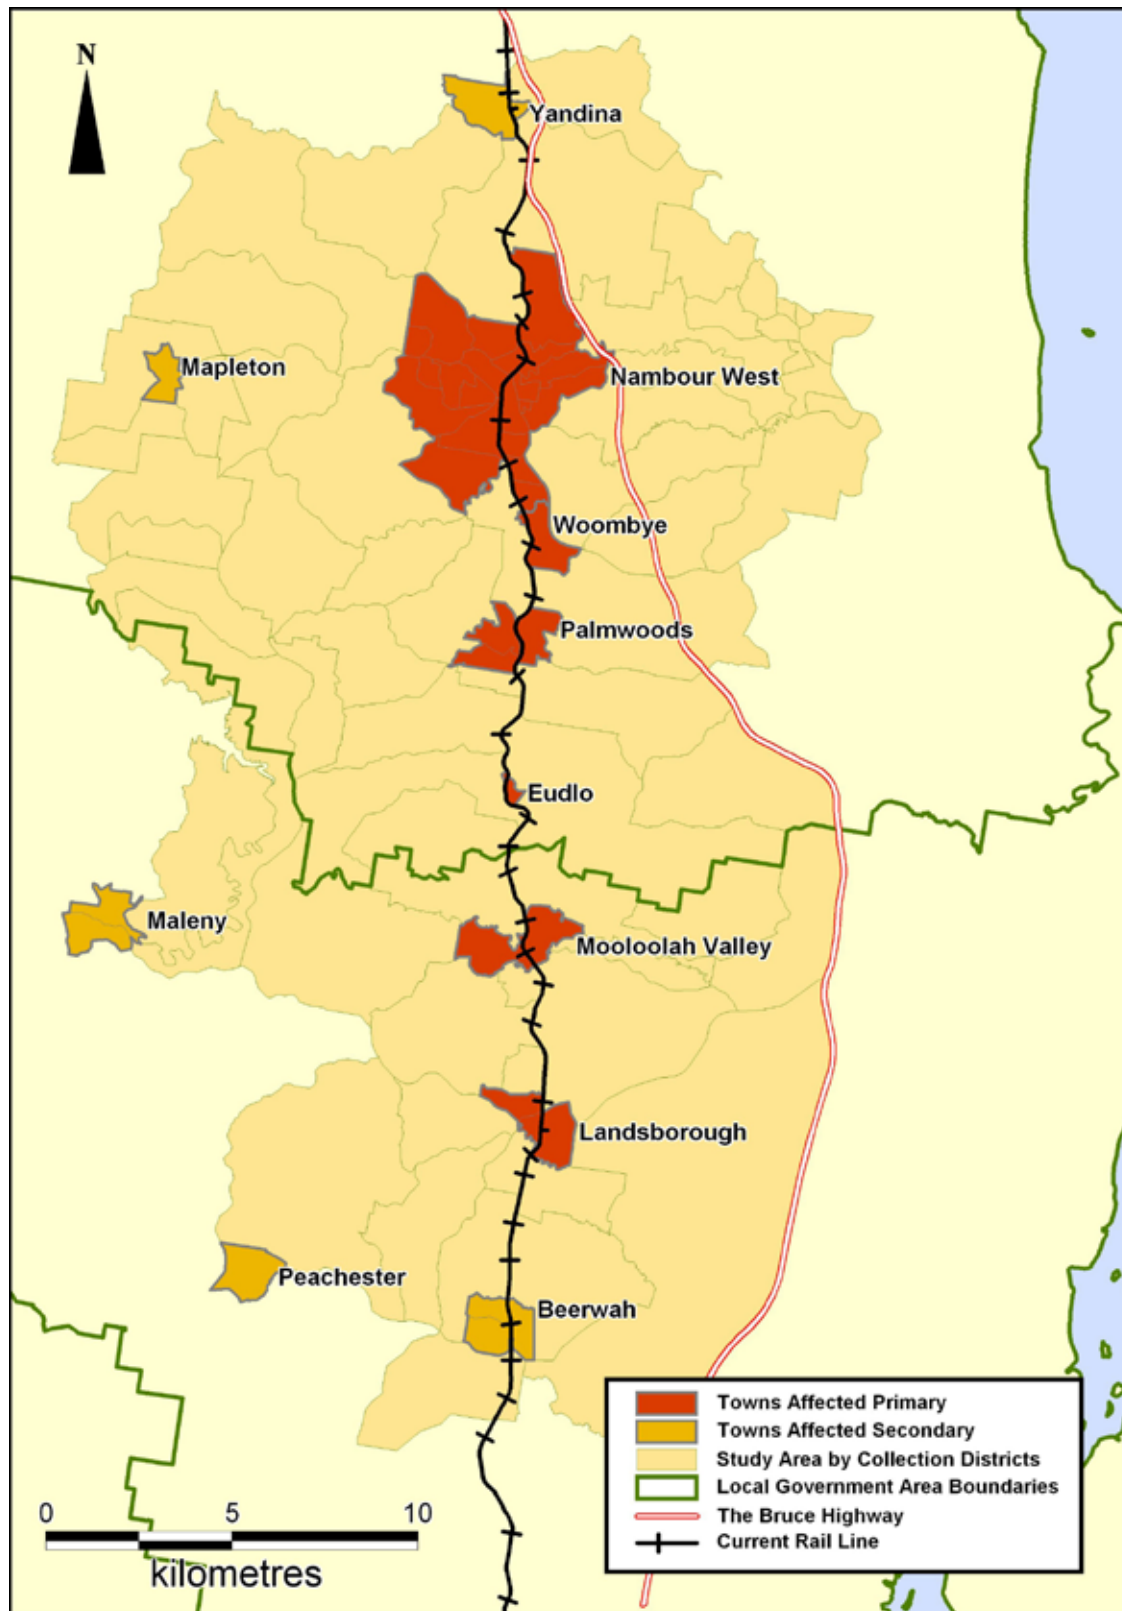 N
Yandina
Mapleton
Nambour West
Woombye
Palmwoods
Eudlo
Maleny
Mooloolah Valley
Landsborough
Peachester
Beerwah
Towns Affected Primary
Towns Affected Secondary
Study Area by Collection Districts
Local Government Area Boundaries
The Bruce Highway
Current Rail Line
0 5 10
kilometres